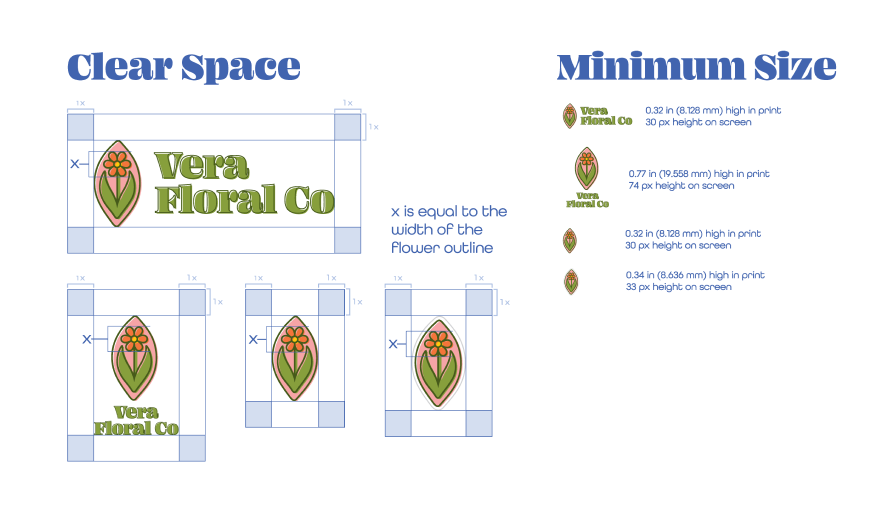 Clear Space
1x
1x
1x
x
Vera
Floral Co
x is equal to the
width of the
flower outline
1x
1x
1x
x
Vera
Floral Co
1x
1x
1x
x
1x
1x
1x
x
Minimum Size
Vera
Floral Co
0.32 in (8.128 mm) high in print
30 px height on screen
Vera
Floral Co
0.77 in (19.558 mm) high in print
74 px height on screen
0.32 in (8.128 mm) high in print
30 px height on screen
0.34 in (8.636 mm) high in print
33 px height on screen